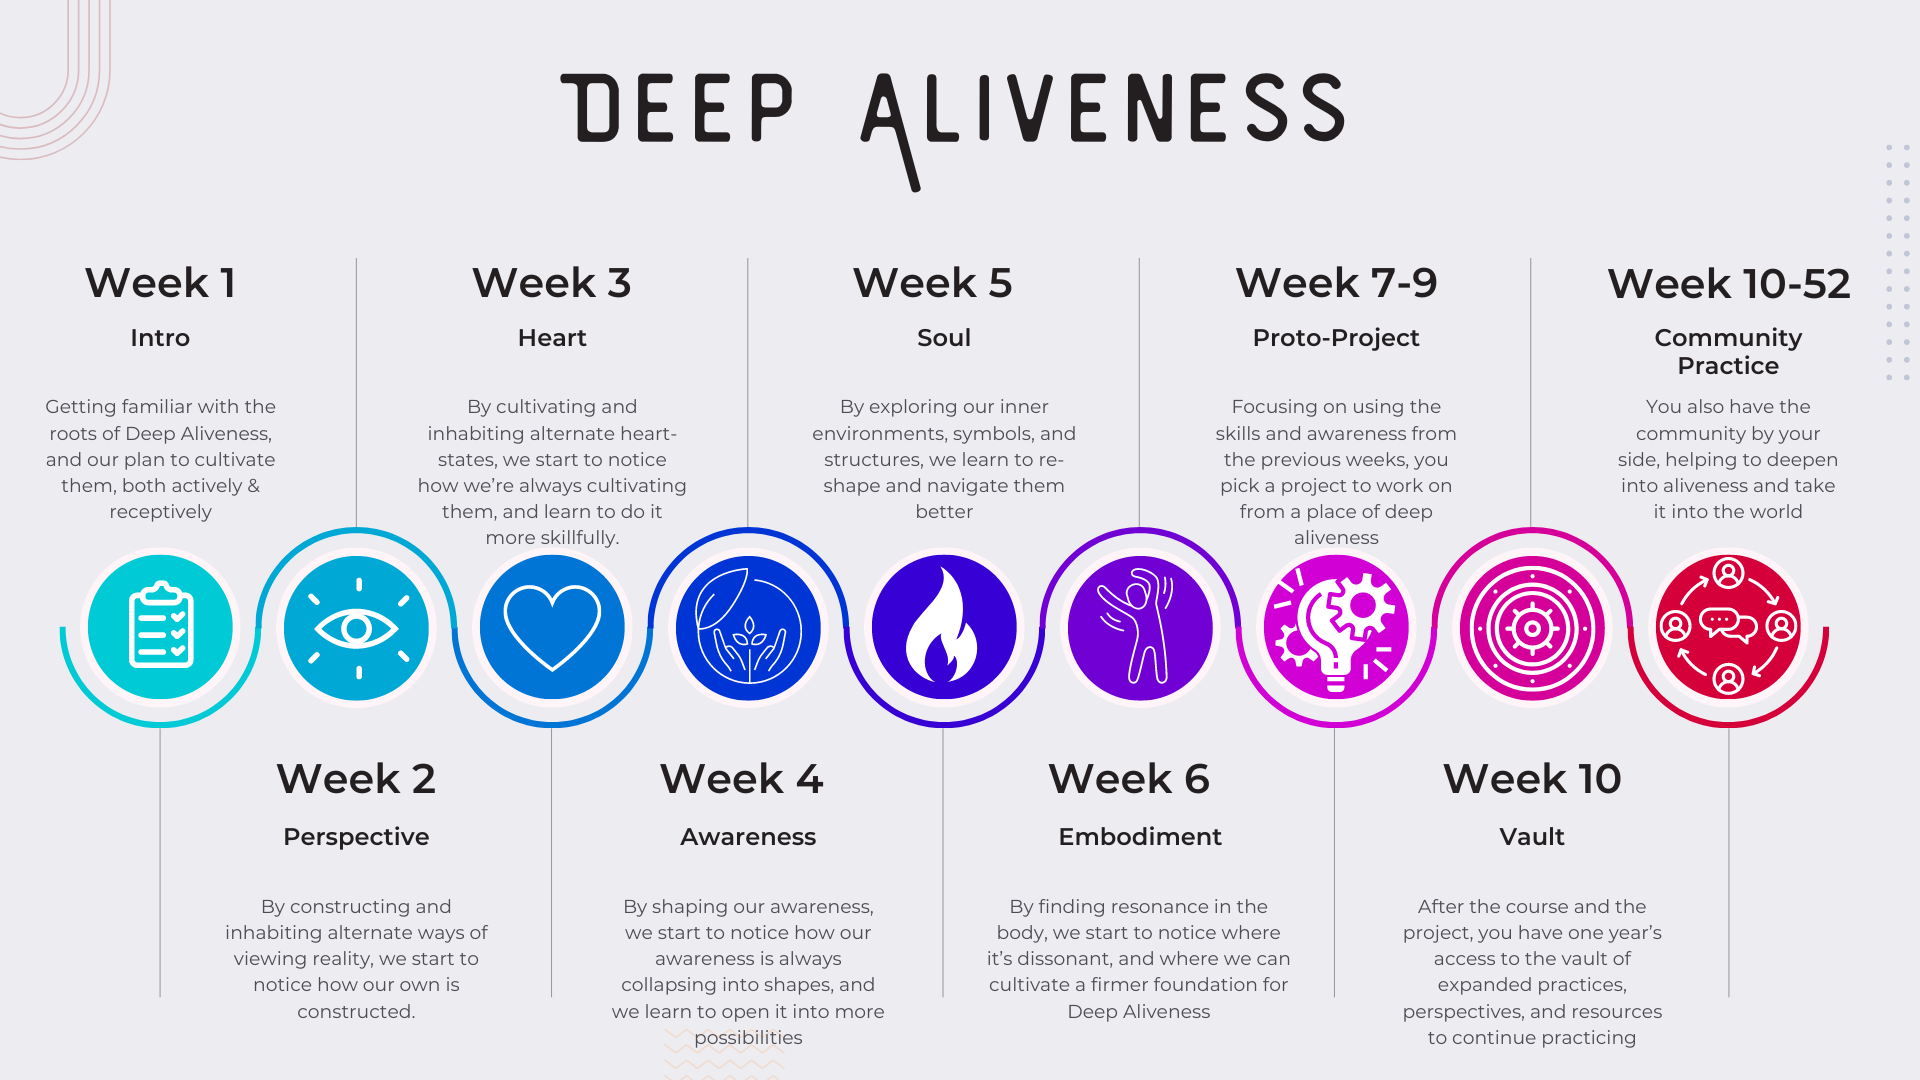 DEEP ALIVENESS
Week 1
Intro
Getting familiar with the
roots of Deep Aliveness,
and our plan to cultivate
them, both actively &
receptively
Week 2
Perspective
By constructing and
inhabiting alternate ways of
viewing reality, we start to
notice how our own is
constructed.
Week 3
Heart
By cultivating and
inhabiting alternate heart-
states, we start to notice
how we’re always cultivating
them, and learn to do it
more skillfully.
Week 4
Awareness
By shaping our awareness,
we start to notice how our
awareness is always
collapsing into shapes, and
we learn to open it into more
possibilities
Week 5
Soul
By exploring our inner
environments, symbols, and
structures, we learn to re-
shape and navigate them
better
Week 6
Embodiment
By finding resonance in the
body, we start to notice where
it’s dissonant, and where we can
cultivate a firmer foundation for
Deep Aliveness
Week 7-9
Proto-Project
Focusing on using the
skills and awareness from
the previous weeks, you
pick a project to work on
from a place of deep
aliveness
Week 10
Vault
After the course and the
project, you have one year’s
access to the vault of
expanded practices,
perspectives, and resources
to continue practicing
Week 10-52
Community
Practice
You also have the
community by your
side, helping to deepen
into aliveness and take
it into the world